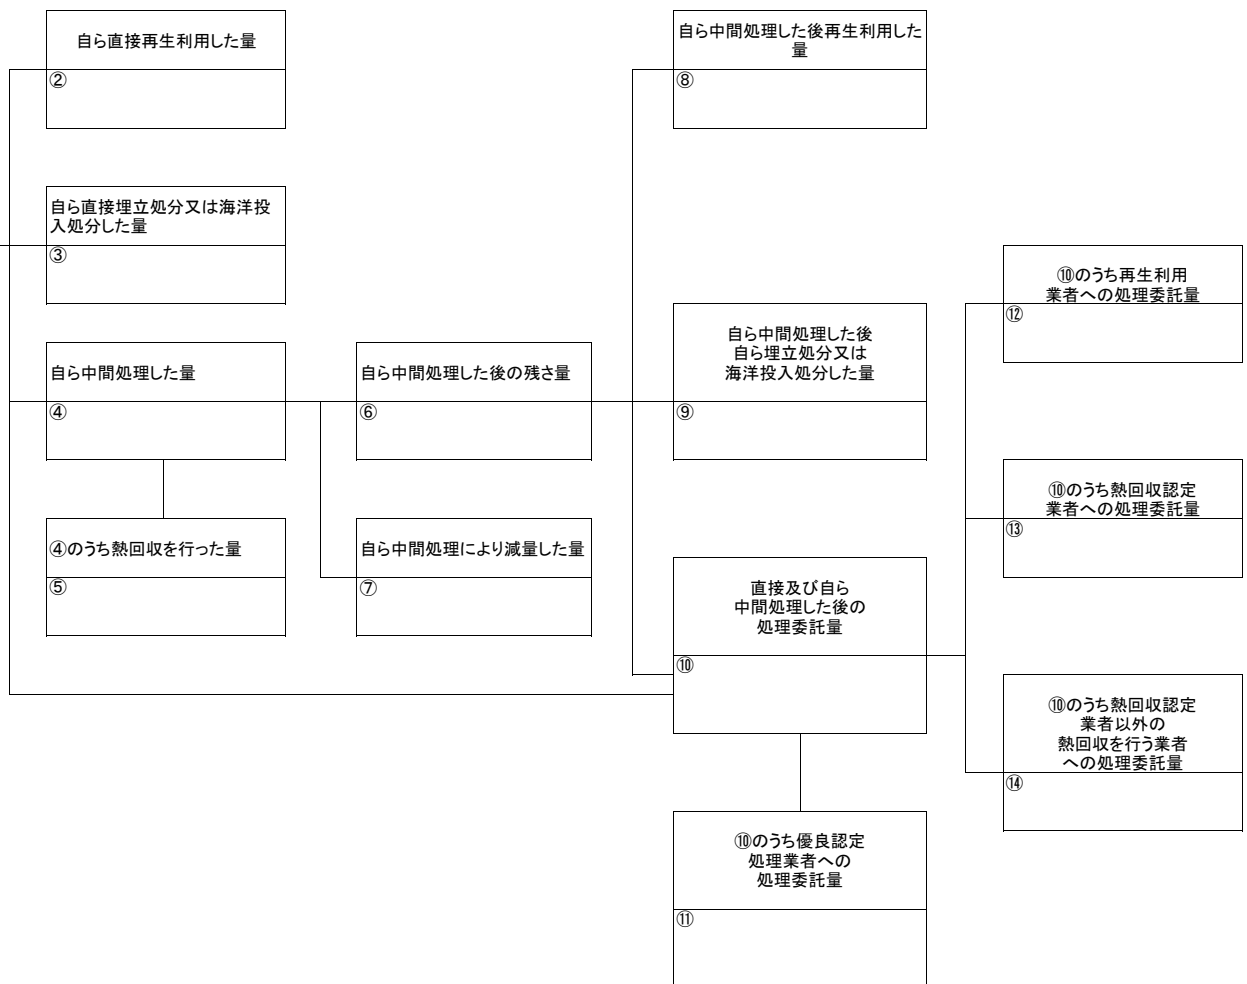 自ら直接再生利用した量
②
自ら直接埋立処分又は海洋投
入処分した量
③
自ら中間処理した量
④
④のうち熱回収を行った量
⑤
自ら中間処理した後の残さ量
⑥
自ら中間処理により減量した量
⑦
自ら中間処理した後再生利用した
量
⑧
自ら中間処理した後
自ら埋立処分又は
海洋投入処分した量
⑨
直接及び自ら
中間処理した後の
処理委託量
⑩
⑩のうち優良認定
処理業者への
処理委託量
⑪
⑩のうち再生利用
業者への処理委託量
⑫
⑩のうち熱回収認定
業者への処理委託量
⑬
⑩のうち熱回収認定
業者以外の
熱回収を行う業者
への処理委託量
⑭